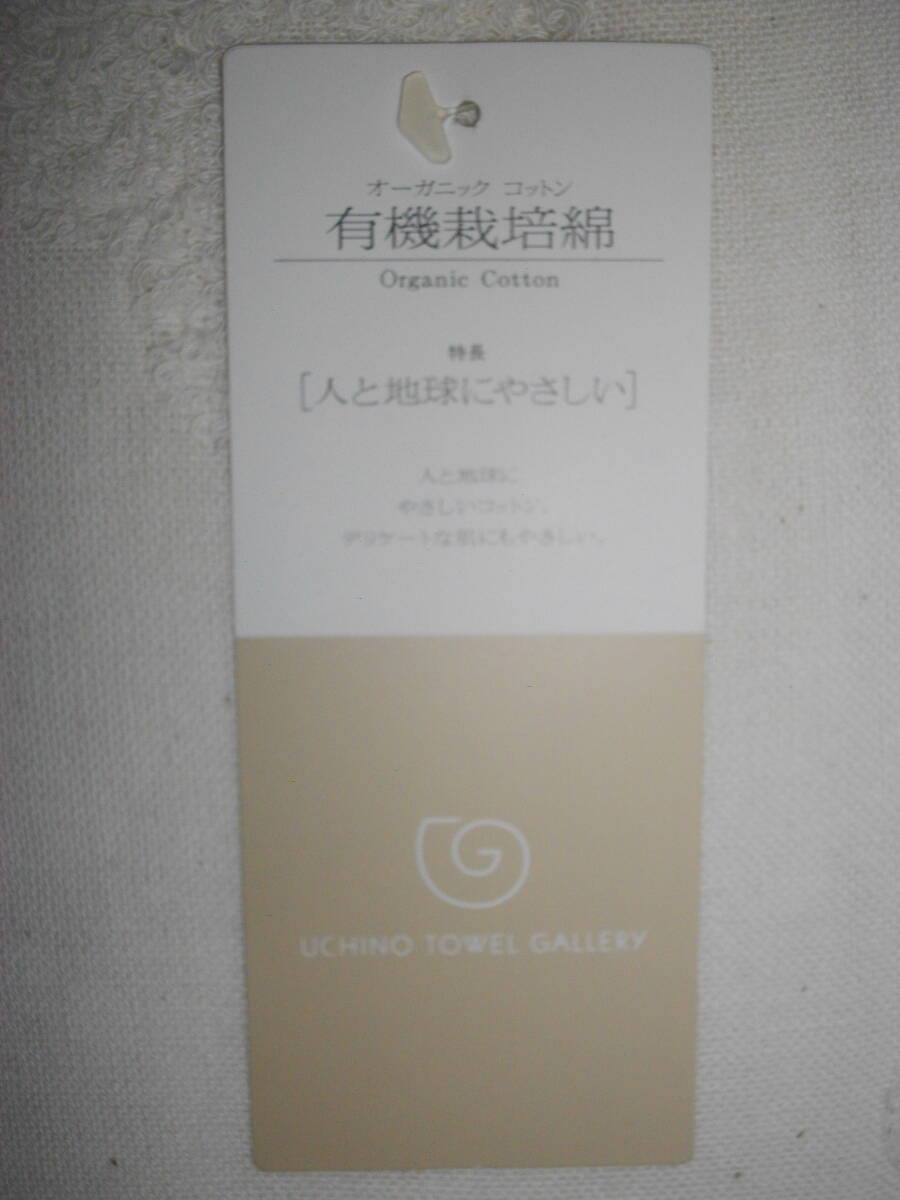 オーガニック コットン
有機栽培綿
Organic Cotton
特長
[人と地球にやさしい]
人と地球に
やさしいコットン。
デリケートな肌にもやさしい。
UCHINO TOWEL GALLERY